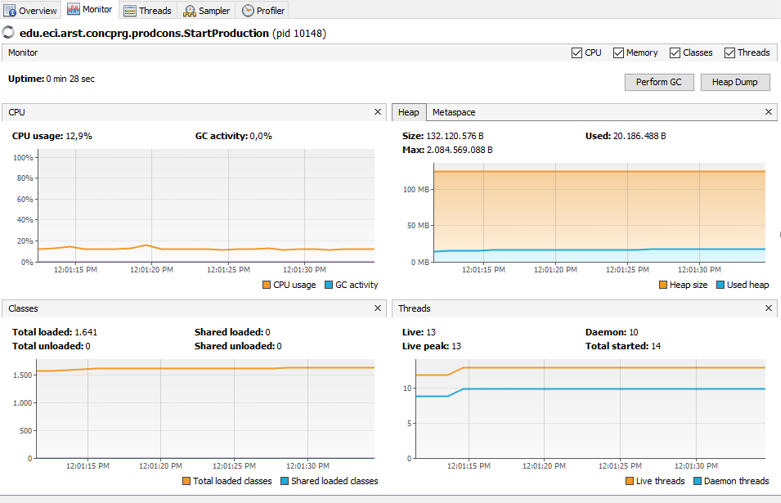 Overview Monitor Threads Sampler Profiler
edu.eci.arst.concprg.prodcons.StartProduction (pid 10148)
Monitor CPU Memory Classes Threads
Uptime: 0 min 28 sec
Perform GC Heap Dump
CPU
CPU usage: 12,9% GC activity: 0,0%
100%
80%
60%
40%
20%
0%
12:01:15 PM 12:01:20 PM 12:01:25 PM 12:01:30 PM
CPU usage GC activity
Heap Metaspace
Size: 132.120.576 B Used: 20.186.488 B
Max: 2.084.569.088 B
100 MB
50 MB
0 MB
12:01:15 PM 12:01:20 PM 12:01:25 PM 12:01:30 PM
Heap size Used heap
Classes
Total loaded: 1.641 Shared loaded: 0
Total unloaded: 0 Shared unloaded: 0
1.500
1.000
500
0
12:01:15 PM 12:01:20 PM 12:01:25 PM 12:01:30 PM
Total loaded classes Shared loaded classes
Threads
Live: 13 Daemon: 10
Live peak: 13 Total started: 14
10
5
0
12:01:15 PM 12:01:20 PM 12:01:25 PM 12:01:30 PM
Live threads Daemon threads